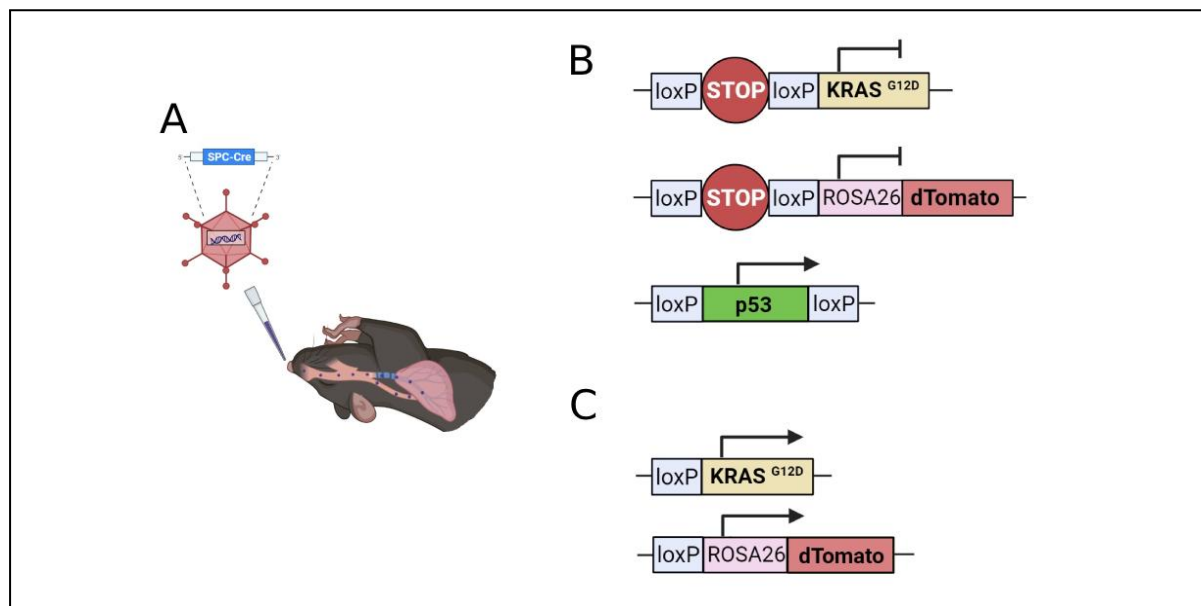 A
5' SPC-Cre 3'
B
loxP STOP loxP KRAS G12D
loxP STOP loxP ROSA26 dTomato
loxP p53 loxP
C
loxP KRAS G12D
loxP ROSA26 dTomato